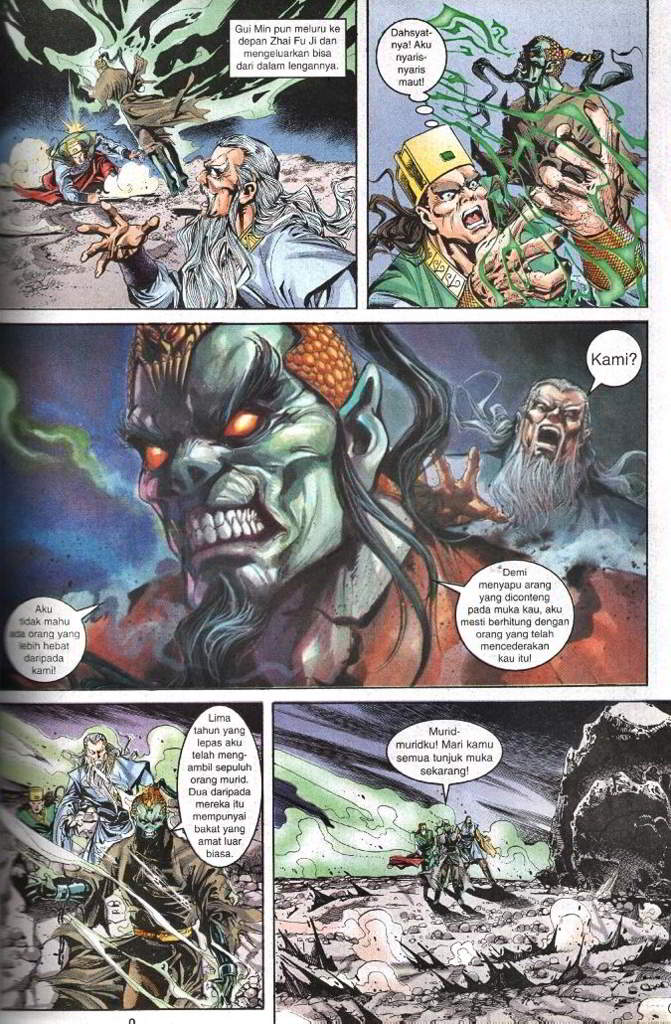 Gui Min pun meluru ke
depan Zhai Fu Ji dan
mengeluarkan bisa
dari dalam lengannya.
Dahsyat-
nya! Aku
nyaris-
nyaris
maut!
Kami?
Aku
tidak mahu
ada orang yang
lebih hebat
daripada
kami!
Demi
menyapu arang
yang diconteng
pada muka kau, aku
mesti berhitung dengan
orang yang telah
mencederakan
kau itu!
Lima
tahun yang
lepas aku
telah meng-
ambil sepuluh
orang murid.
Dua daripada
mereka itu
mempunyai
bakat yang
amat luar
biasa.
Murid-
muridku! Mari kamu
semua tunjuk muka
sekarang!